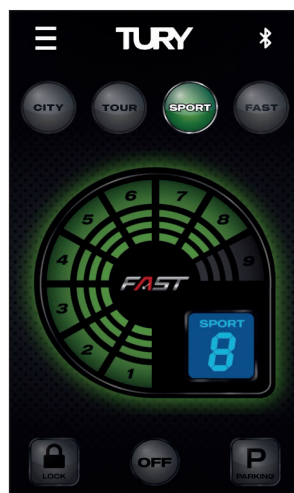 TURY
CITY TOUR SPORT FAST
1
2
3
4
5
6
7
8
9
FAST
SPORT
8
LOCK
OFF
P
PARKING